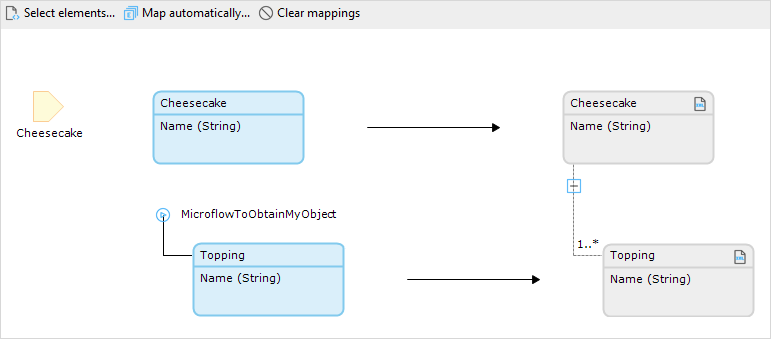 Select elements... Map automatically... Clear mappings
Cheesecake
Cheesecake
Name (String)
Cheesecake
Name (String)
MicroflowToObtainMyObject
Topping
Name (String)
1..*
Topping
Name (String)